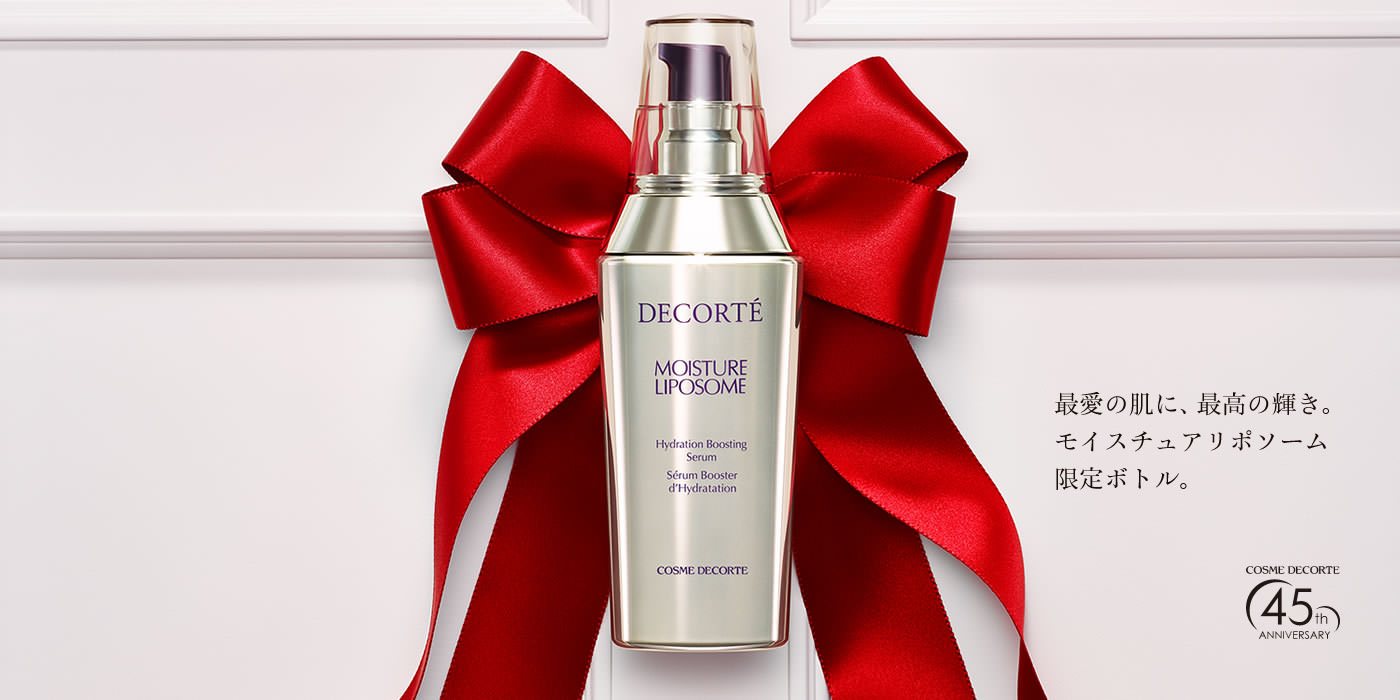 DECORTÉ
MOISTURE
LIPOSOME
Hydration Boosting
Serum
Sérum Booster
d'Hydratation
COSME DECORTE
最愛の肌に、最高の輝き。
モイスチュアリポソーム
限定ボトル。
COSME DECORTE
45th
ANNIVERSARY